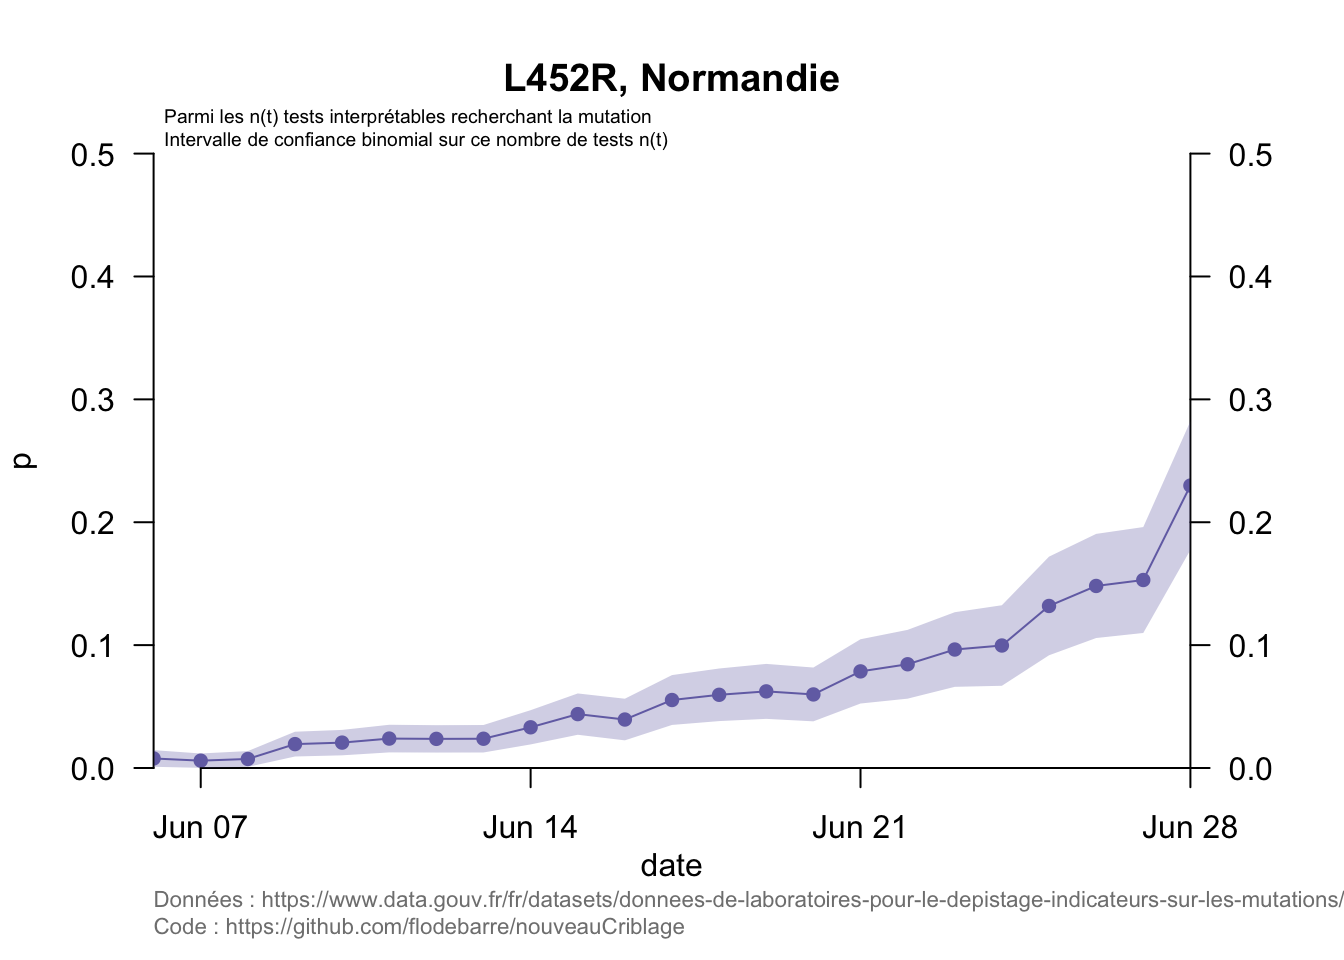 L452R, Normandie
Parmi les n(t) tests interprétables recherchant la mutation
Intervalle de confiance binomial sur ce nombre de tests n(t)
0.5 0.5
0.4 0.4
0.3 0.3
p
0.2 0.2
0.1 0.1
0.0 0.0
Jun 07 Jun 14 Jun 21 Jun 28
date
Données : https://www.data.gouv.fr/fr/datasets/donnees-de-laboratoires-pour-le-depistage-indicateurs-sur-les-mutations/
Code : https://github.com/flodebarre/nouveauCriblage